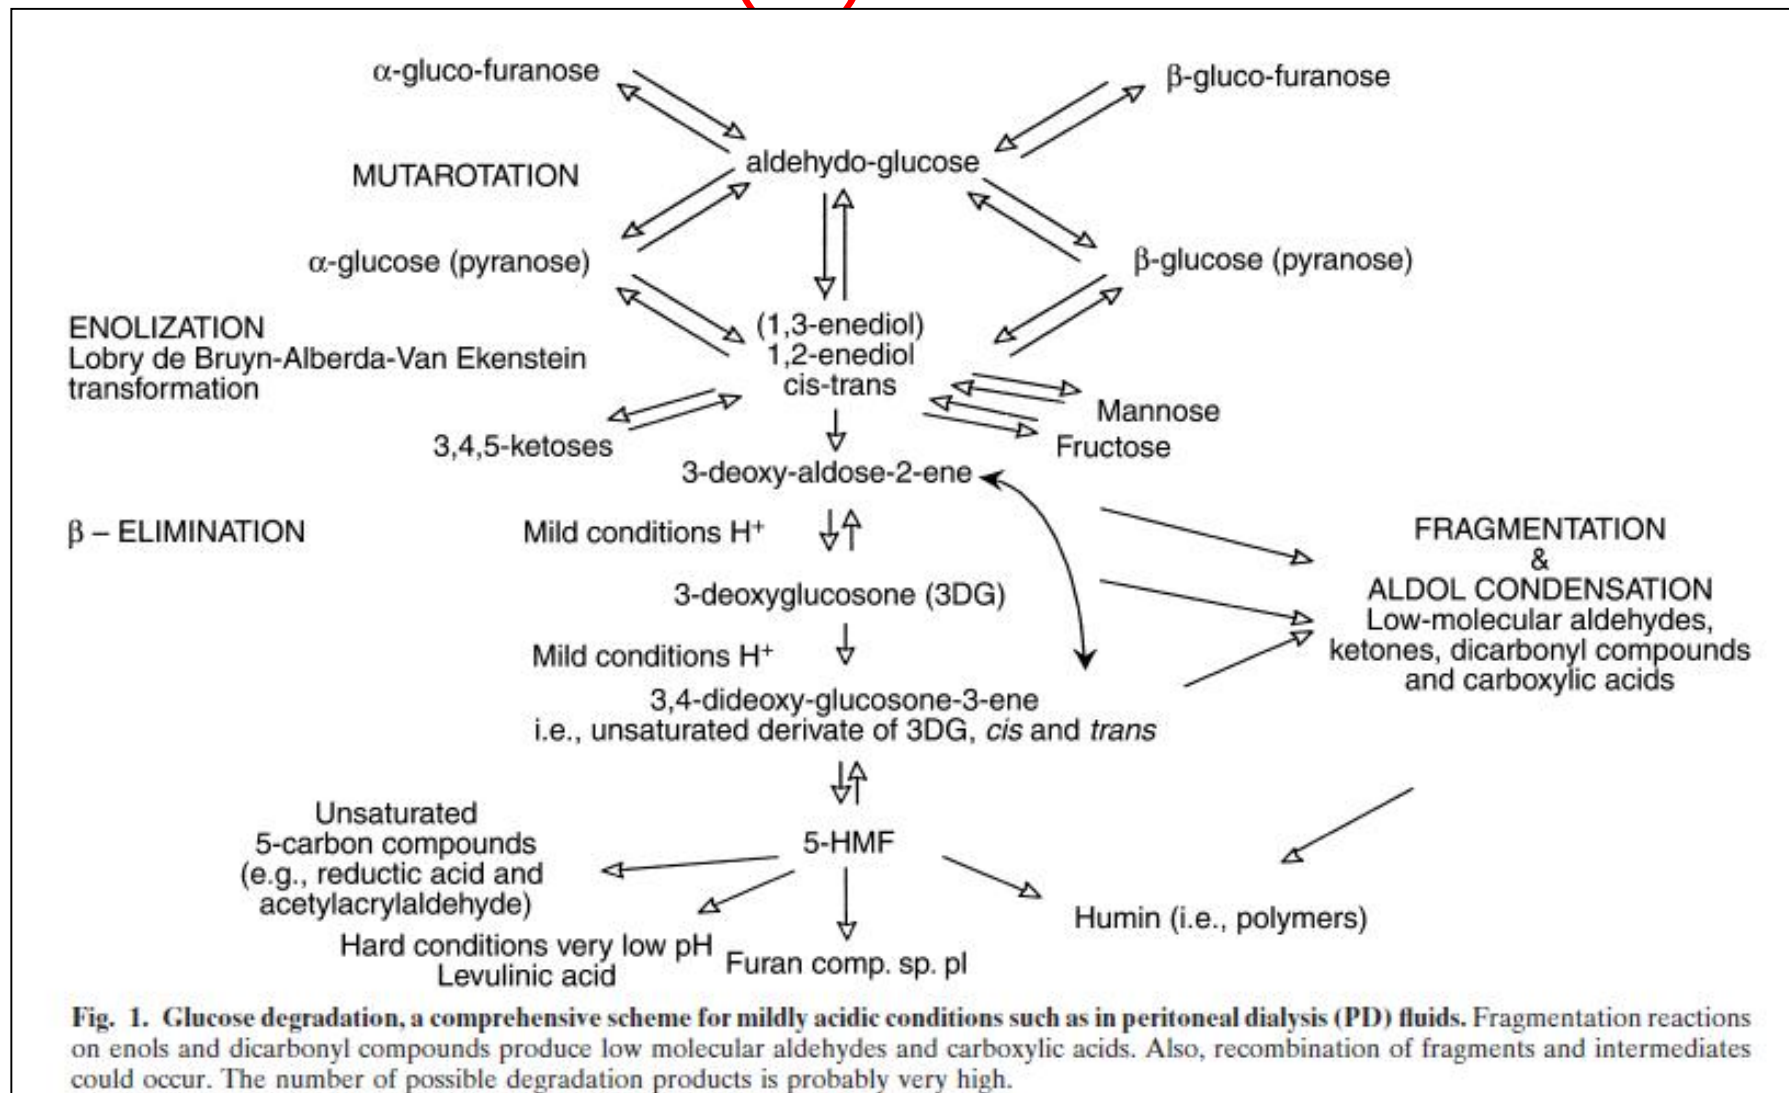 α-gluco-furanose
β-gluco-furanose
aldehydo-glucose
MUTAROTATION
α-glucose (pyranose)
β-glucose (pyranose)
ENOLIZATION
Lobry de Bruyn-Alberda-Van Ekenstein
transformation
(1,3-enediol)
1,2-enediol
cis-trans
Mannose
Fructose
3,4,5-ketoses
3-deoxy-aldose-2-ene
β – ELIMINATION
Mild conditions H⁺
FRAGMENTATION
&
ALDOL CONDENSATION
Low-molecular aldehydes,
ketones, dicarbonyl compounds
and carboxylic acids
3-deoxyglucosone (3DG)
Mild conditions H⁺
3,4-dideoxy-glucosone-3-ene
i.e., unsaturated derivate of 3DG, cis and trans
Unsaturated
5-carbon compounds
(e.g., reductic acid and
acetylacrylaldehyde)
5-HMF
Humin (i.e., polymers)
Hard conditions very low pH
Levulinic acid
Furan comp. sp. pl
Fig. 1. Glucose degradation, a comprehensive scheme for mildly acidic conditions such as in peritoneal dialysis (PD) fluids. Fragmentation reactions
on enols and dicarbonyl compounds produce low molecular aldehydes and carboxylic acids. Also, recombination of fragments and intermediates
could occur. The number of possible degradation products is probably very high.